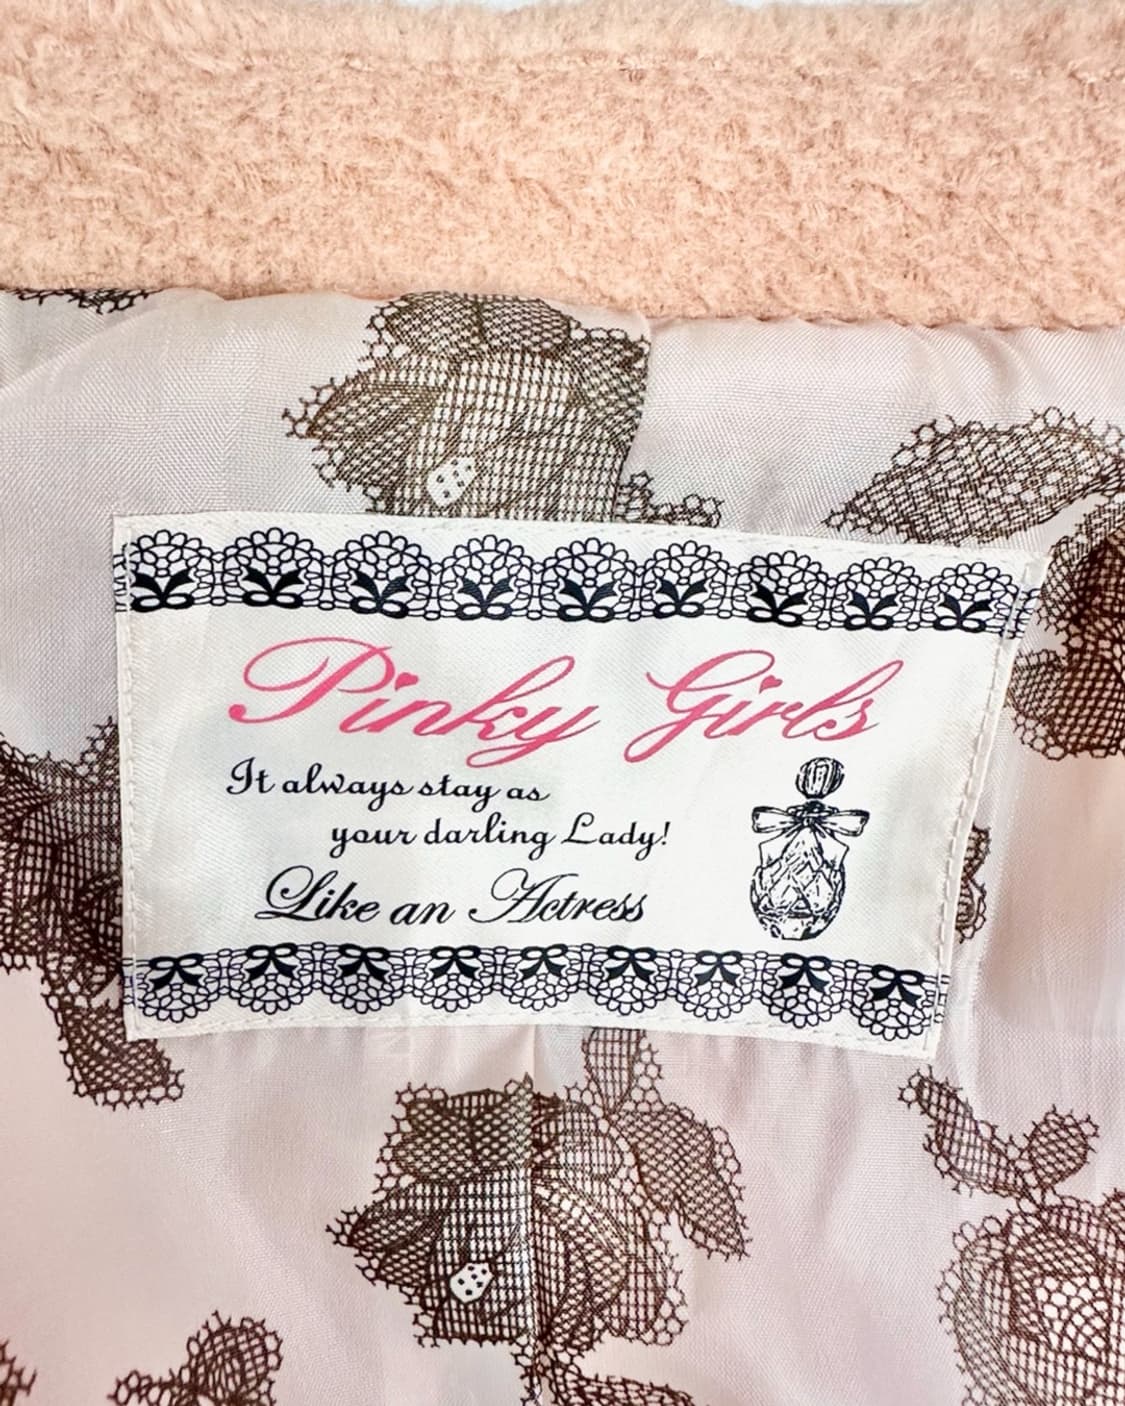 Pinky Girls
It always stay as
your darling Lady!
Like an Actress